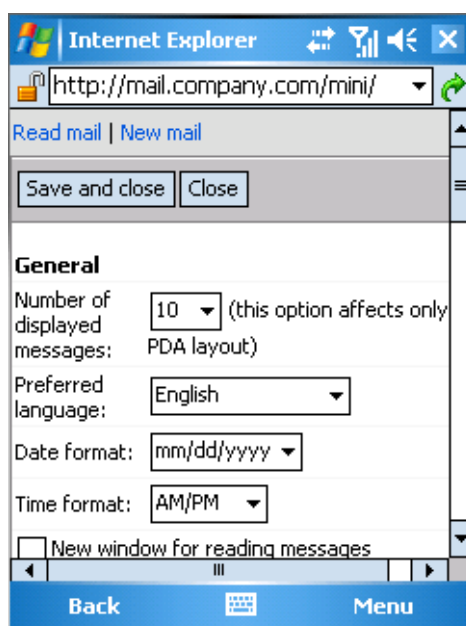 Internet Explorer
http://mail.company.com/mini/
Read mail | New mail
Save and close Close
General
Number of displayed messages: 10 (this option affects only PDA layout)
Preferred language: English
Date format: mm/dd/yyyy
Time format: AM/PM
New window for reading messages
Back Menu